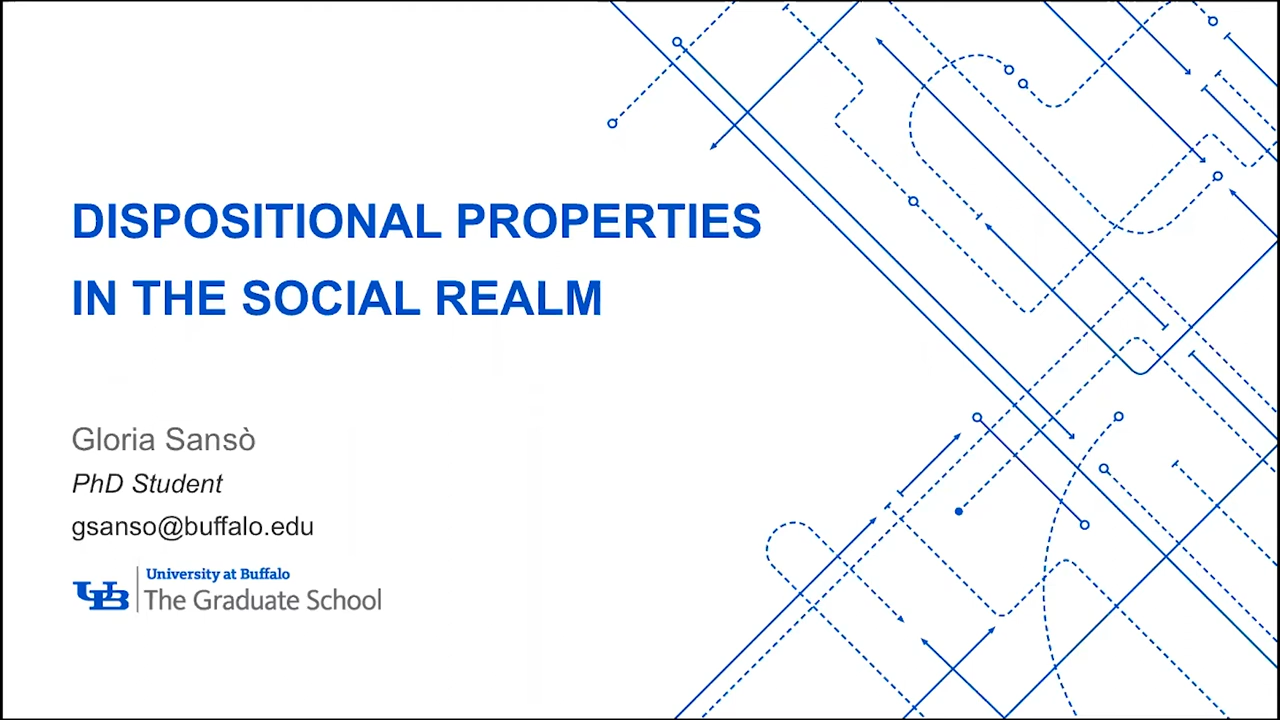 DISPOSITIONAL PROPERTIES
IN THE SOCIAL REALM
Gloria Sansò
PhD Student
gsanso@buffalo.edu
UB
University at Buffalo
The Graduate School